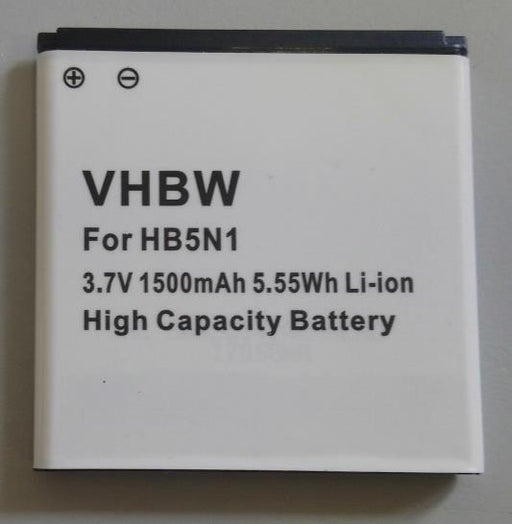 ⊕ ⊖
VHBW
For HB5N1
3.7V 1500mAh 5.55Wh Li-ion
High Capacity Battery